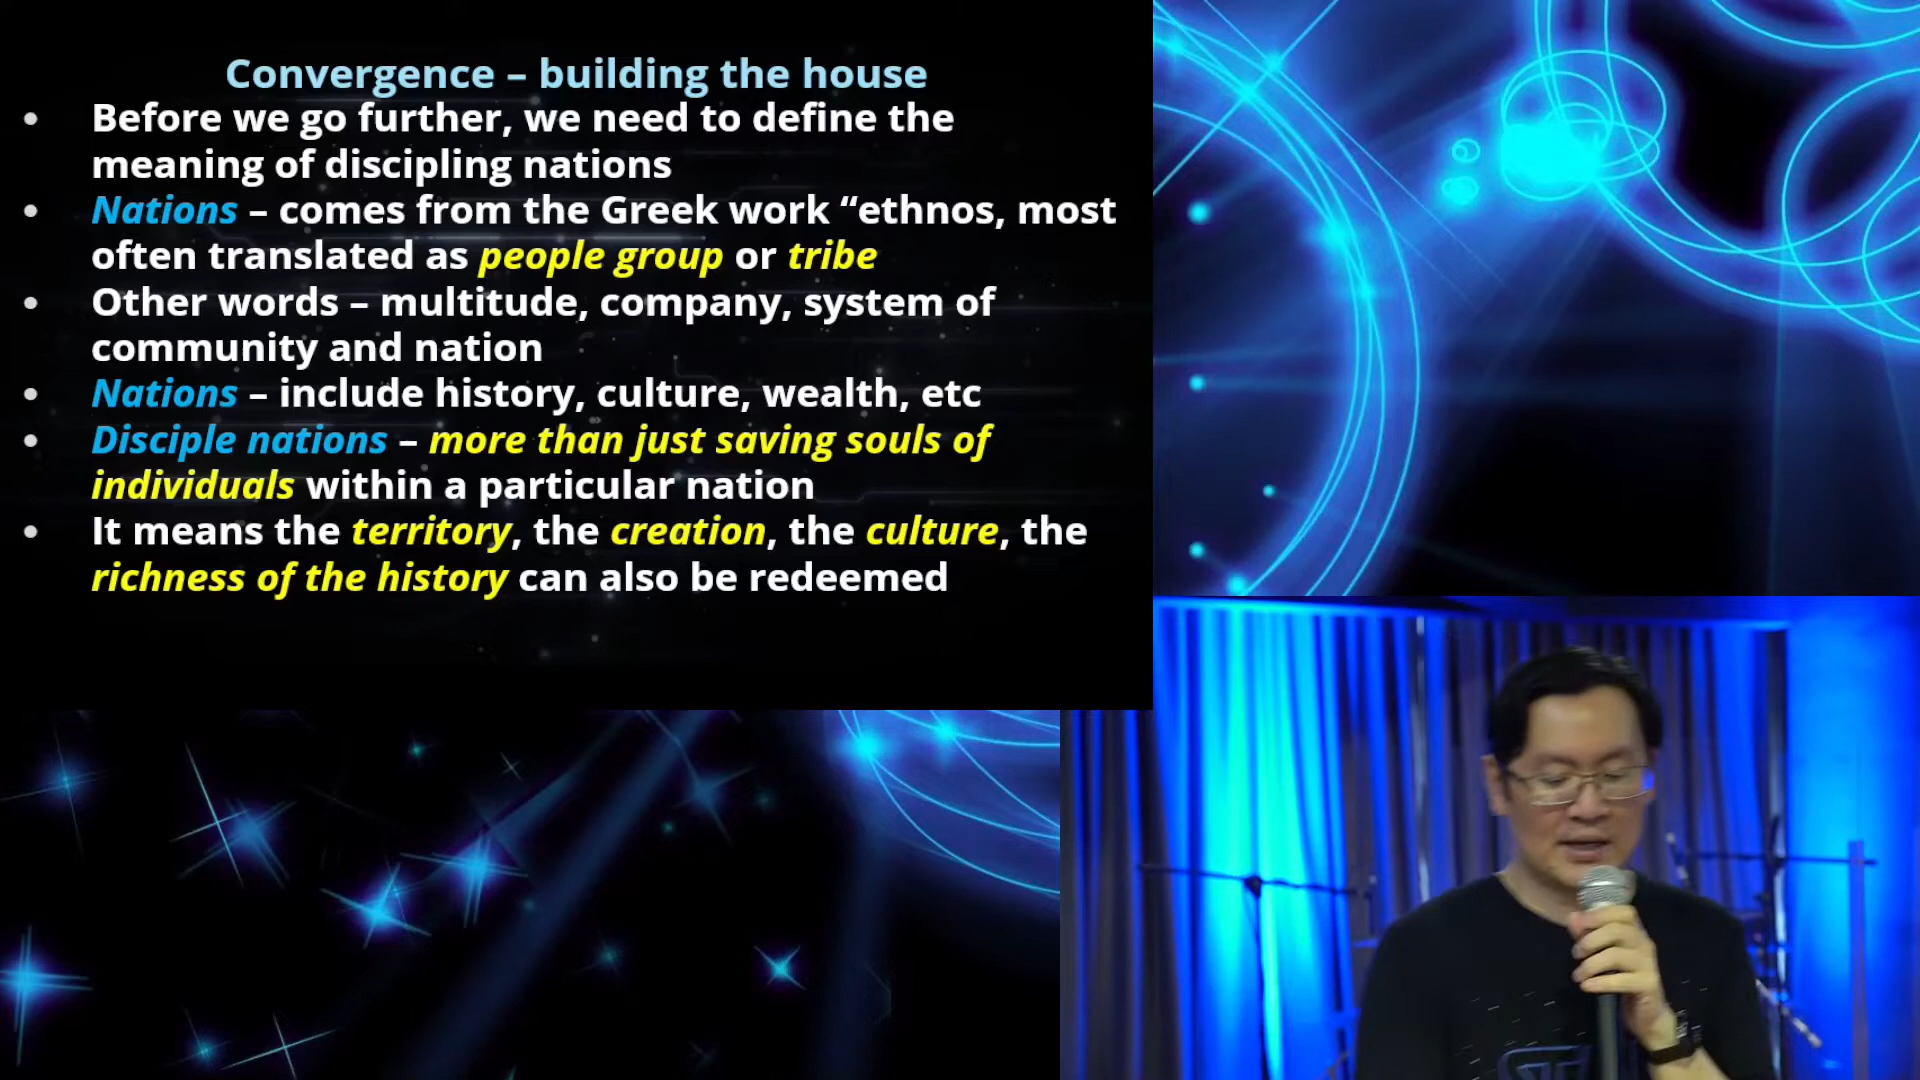 Convergence – building the house
• Before we go further, we need to define the
meaning of discipling nations
• Nations – comes from the Greek work “ethnos, most
often translated as people group or tribe
• Other words – multitude, company, system of
community and nation
• Nations – include history, culture, wealth, etc
• Disciple nations – more than just saving souls of
individuals within a particular nation
• It means the territory, the creation, the culture, the
richness of the history can also be redeemed